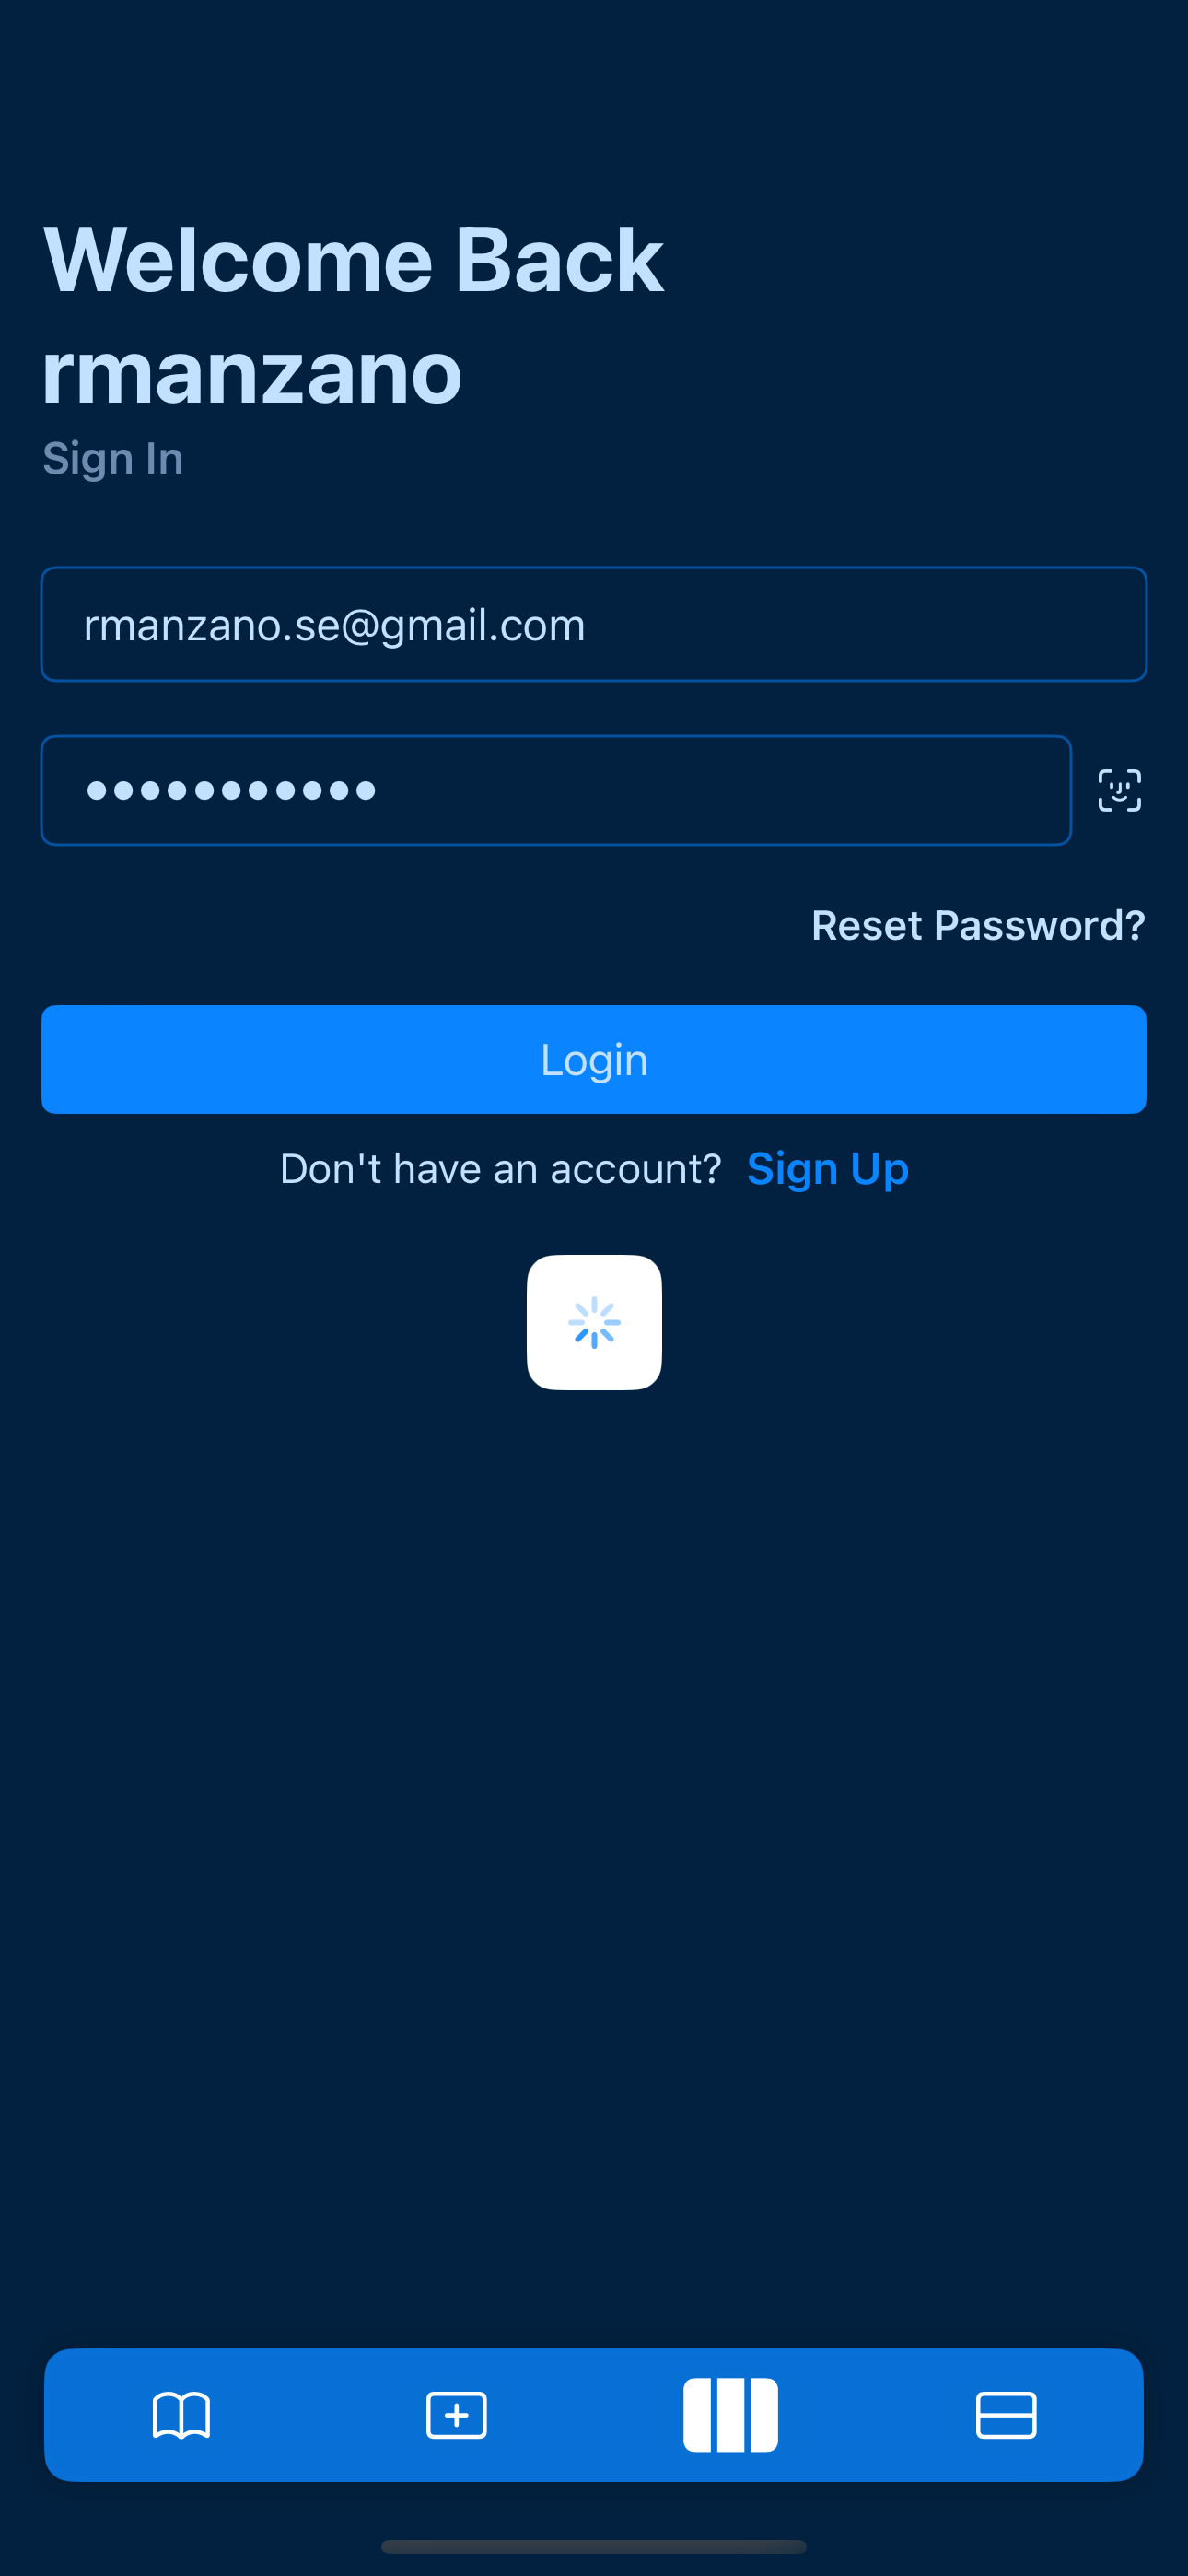 Welcome Back
rmanzano
Sign In
rmanzano.se@gmail.com
●●●●●●●●●●●
Reset Password?
Login
Don't have an account? Sign Up